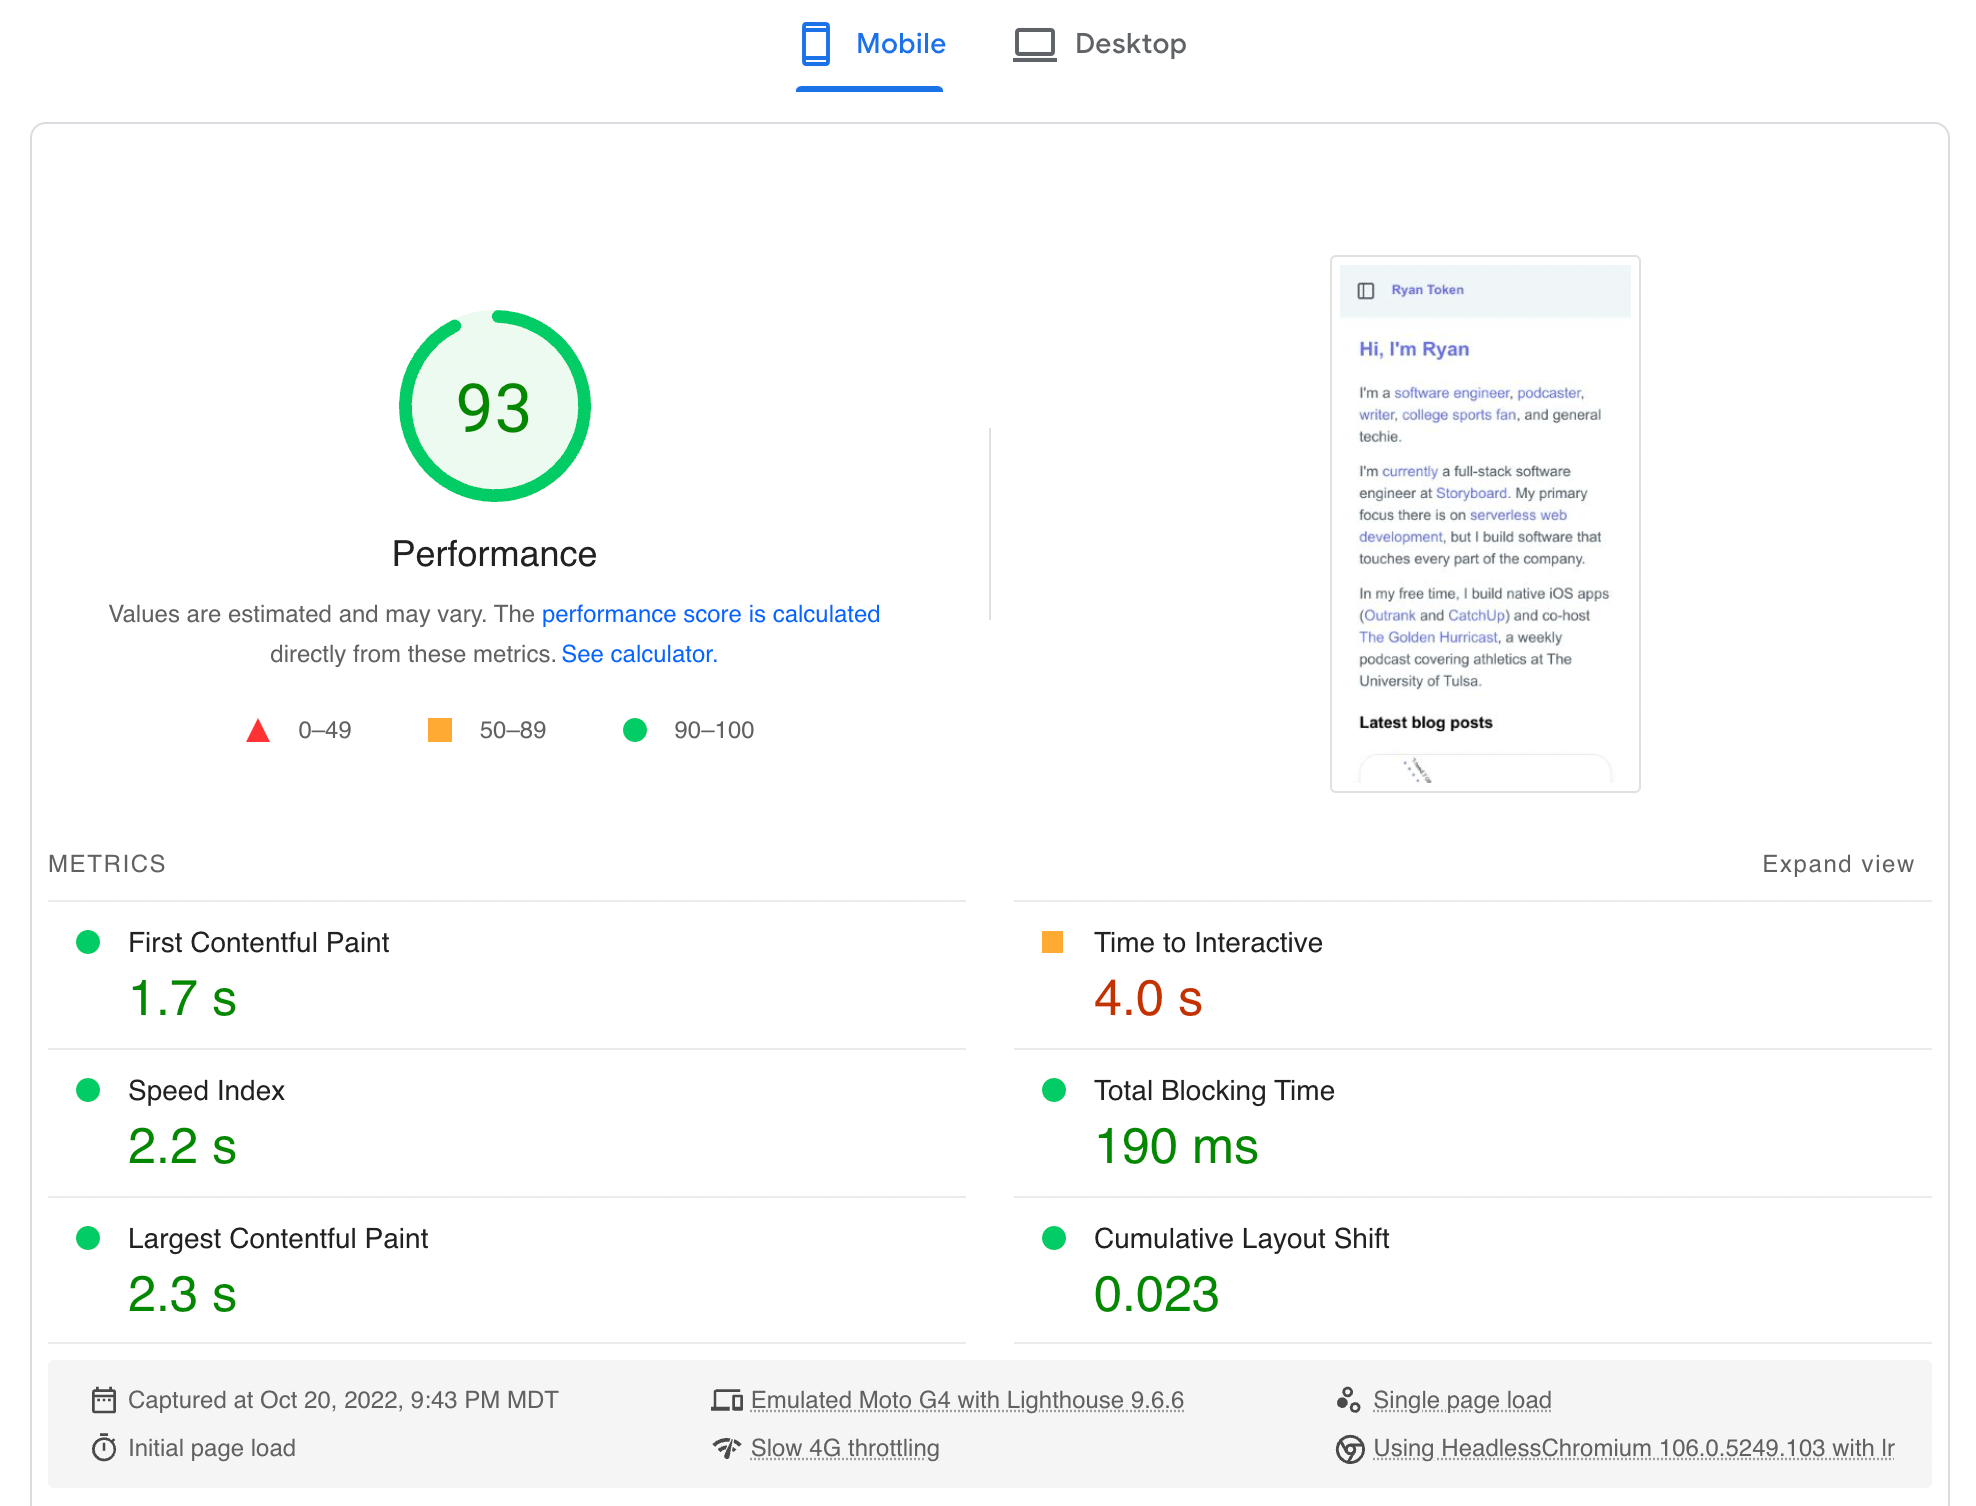 Mobile
Desktop
93
Performance
Values are estimated and may vary. The performance score is calculated
directly from these metrics. See calculator.
0–49
50–89
90–100
Ryan Token
Hi, I'm Ryan
I'm a software engineer, podcaster,
writer, college sports fan, and general
techie.
I'm currently a full-stack software
engineer at Storyboard. My primary
focus there is on serverless web
development, but I build software that
touches every part of the company.
In my free time, I build native iOS apps
(Outrank and CatchUp) and co-host
The Golden Hurricast, a weekly
podcast covering athletics at The
University of Tulsa.
Latest blog posts
METRICS
Expand view
First Contentful Paint
1.7 s
Time to Interactive
4.0 s
Speed Index
2.2 s
Total Blocking Time
190 ms
Largest Contentful Paint
2.3 s
Cumulative Layout Shift
0.023
Captured at Oct 20, 2022, 9:43 PM MDT
Emulated Moto G4 with Lighthouse 9.6.6
Single page load
Initial page load
Slow 4G throttling
Using HeadlessChromium 106.0.5249.103 with lr